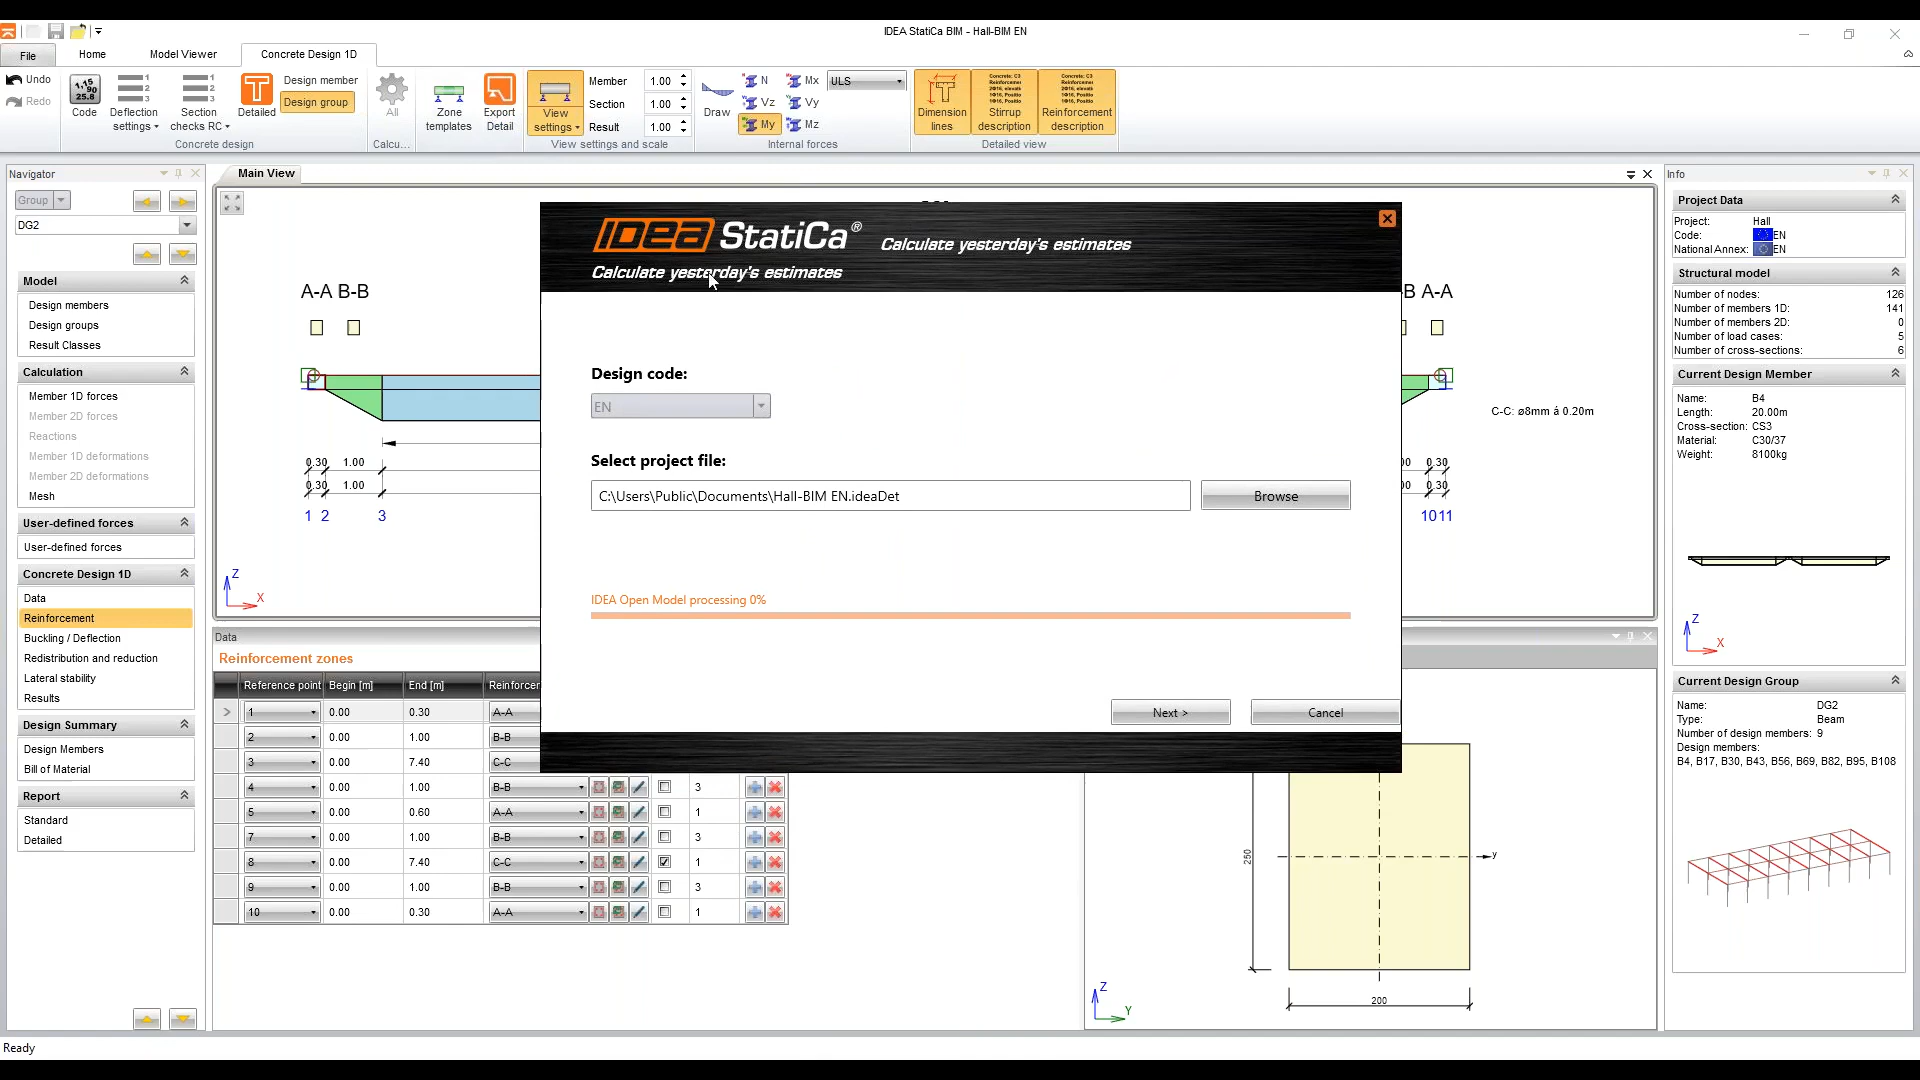 IDEA StatiCa BIM - Hall-BIM EN
File
Home
Model Viewer
Concrete Design 1D
Undo
Redo
Code
Deflection settings
Section checks RC
Detailed
Design member
Design group
Concrete design
All
Calcu...
Zone templates
Export Detail
View settings
Member 1.00
Section 1.00
Result 1.00
View settings and scale
Draw
N
Mx
ULS
Vz
Vy
My
Mz
Internal forces
Dimension lines
Stirrup description
Reinforcement description
Detailed view
Navigator
Group
DG2
Model
Design members
Design groups
Result Classes
Calculation
Member 1D forces
Member 2D forces
Reactions
Member 1D deformations
Member 2D deformations
Mesh
User-defined forces
User-defined forces
Concrete Design 1D
Data
Reinforcement
Buckling / Deflection
Redistribution and reduction
Lateral stability
Results
Design Summary
Design Members
Bill of Material
Report
Standard
Detailed
Main View
A-A B-B
0.30 1.00
0.30 1.00
1 2 3
Z
X
B A-A
C-C: ø8mm á 0.20m
00 0.30
00 0.30
10 11
IDEA StatiCa® Calculate yesterday's estimates
Calculate yesterday's estimates
Design code:
EN
Select project file:
C:\Users\Public\Documents\Hall-BIM EN.ideaDet
Browse
IDEA Open Model processing 0%
Next >
Cancel
Data
Reinforcement zones
Reference point Begin [m] End [m] Reinforcer
1 0.00 0.30 A-A
2 0.00 1.00 B-B
3 0.00 7.40 C-C
4 0.00 1.00 B-B 3
5 0.00 0.60 A-A 1
7 0.00 1.00 B-B 3
8 0.00 7.40 C-C 1
9 0.00 1.00 B-B 3
10 0.00 0.30 A-A 1
250
y
200
Z
Y
Info
Project Data
Project: Hall
Code: EN
National Annex: EN
Structural model
Number of nodes: 126
Number of members 1D: 141
Number of members 2D: 0
Number of load cases: 5
Number of cross-sections: 6
Current Design Member
Name: B4
Length: 20.00m
Cross-section: CS3
Material: C30/37
Weight: 8100kg
Z
X
Current Design Group
Name: DG2
Type: Beam
Number of design members: 9
Design members:
B4, B17, B30, B43, B56, B69, B82, B95, B108
Ready